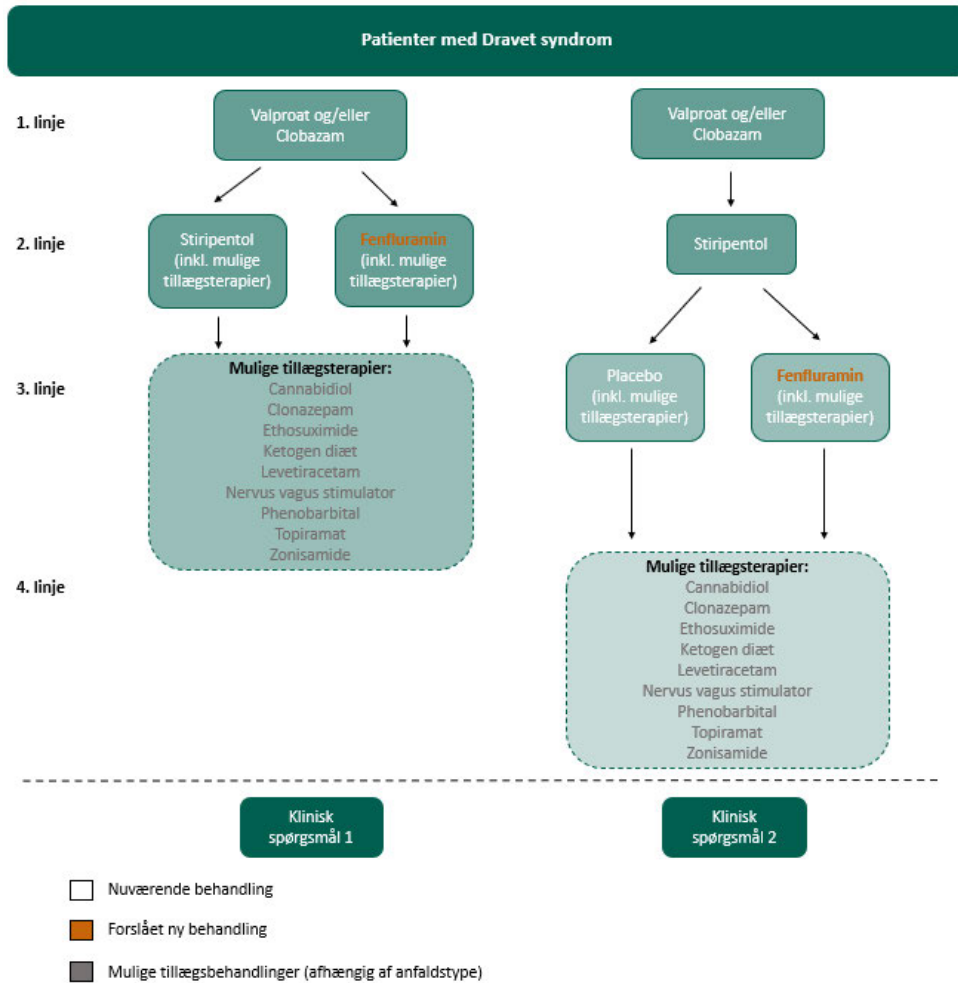 Patienter med Dravet syndrom
1. linje
Valproat og/eller
Clobazam
Valproat og/eller
Clobazam
2. linje
Stiripentol
(inkl. mulige
tillægsterapier)
Fenfluramin
(inkl. mulige
tillægsterapier)
Stiripentol
3. linje
Mulige tillægsterapier:
Cannabidiol
Clonazepam
Ethosuximide
Ketogen diæt
Levetiracetam
Nervus vagus stimulator
Phenobarbital
Topiramat
Zonisamide
Placebo
(inkl. mulige
tillægsterapier)
Fenfluramin
(inkl. mulige
tillægsterapier)
4. linje
Mulige tillægsterapier:
Cannabidiol
Clonazepam
Ethosuximide
Ketogen diæt
Levetiracetam
Nervus vagus stimulator
Phenobarbital
Topiramat
Zonisamide
Klinisk
spørgsmål 1
Klinisk
spørgsmål 2
Nuværende behandling
Forslået ny behandling
Mulige tillægsbehandlinger (afhængig af anfaldstype)